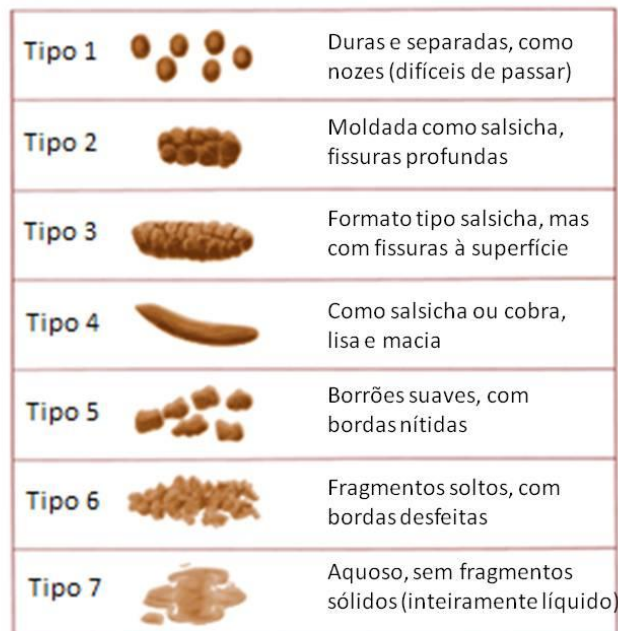 Tipo 1
Duras e separadas, como
nozes (difíceis de passar)
Tipo 2
Moldada como salsicha,
fissuras profundas
Tipo 3
Formato tipo salsicha, mas
com fissuras à superfície
Tipo 4
Como salsicha ou cobra,
lisa e macia
Tipo 5
Borrões suaves, com
bordas nítidas
Tipo 6
Fragmentos soltos, com
bordas desfeitas
Tipo 7
Aquoso, sem fragmentos
sólidos (inteiramente líquido)